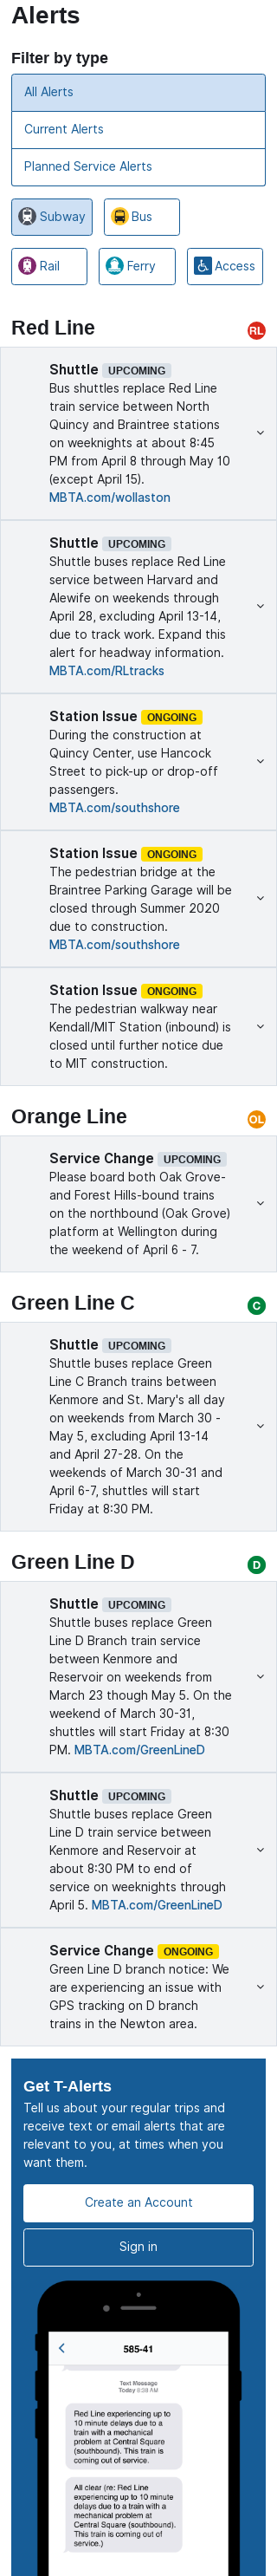 Alerts
Filter by type
All Alerts
Current Alerts
Planned Service Alerts
Subway
Bus
Rail
Ferry
Access
Red Line
RL
Shuttle UPCOMING
Bus shuttles replace Red Line
train service between North
Quincy and Braintree stations
on weeknights at about 8:45
PM from April 8 through May 10
(except April 15).
MBTA.com/wollaston
Shuttle UPCOMING
Shuttle buses replace Red Line
service between Harvard and
Alewife on weekends through
April 28, excluding April 13-14,
due to track work. Expand this
alert for headway information.
MBTA.com/RLtracks
Station Issue ONGOING
During the construction at
Quincy Center, use Hancock
Street to pick-up or drop-off
passengers.
MBTA.com/southshore
Station Issue ONGOING
The pedestrian bridge at the
Braintree Parking Garage will be
closed through Summer 2020
due to construction.
MBTA.com/southshore
Station Issue ONGOING
The pedestrian walkway near
Kendall/MIT Station (inbound) is
closed until further notice due
to MIT construction.
Orange Line
OL
Service Change UPCOMING
Please board both Oak Grove-
and Forest Hills-bound trains
on the northbound (Oak Grove)
platform at Wellington during
the weekend of April 6 - 7.
Green Line C
C
Shuttle UPCOMING
Shuttle buses replace Green
Line C Branch trains between
Kenmore and St. Mary's all day
on weekends from March 30 -
May 5, excluding April 13-14
and April 27-28. On the
weekends of March 30-31 and
April 6-7, shuttles will start
Friday at 8:30 PM.
Green Line D
D
Shuttle UPCOMING
Shuttle buses replace Green
Line D Branch train service
between Kenmore and
Reservoir on weekends from
March 23 though May 5. On the
weekend of March 30-31,
shuttles will start Friday at 8:30
PM. MBTA.com/GreenLineD
Shuttle UPCOMING
Shuttle buses replace Green
Line D train service between
Kenmore and Reservoir at
about 8:30 PM to end of
service on weeknights through
April 5. MBTA.com/GreenLineD
Service Change ONGOING
Green Line D branch notice: We
are experiencing an issue with
GPS tracking on D branch
trains in the Newton area.
Get T-Alerts
Tell us about your regular trips and
receive text or email alerts that are
relevant to you, at times when you
want them.
Create an Account
Sign in
585-41
Text Message
Today 8:38 AM
Red Line experiencing up to
10 minute delays due to a
train with a mechanical
problem at Central Square
(southbound). This train is
coming out of service.
All clear (re: Red Line
experiencing up to 10 minute
delays due to a train with a
mechanical problem at
Central Square (southbound).
This train is coming out of
service.)